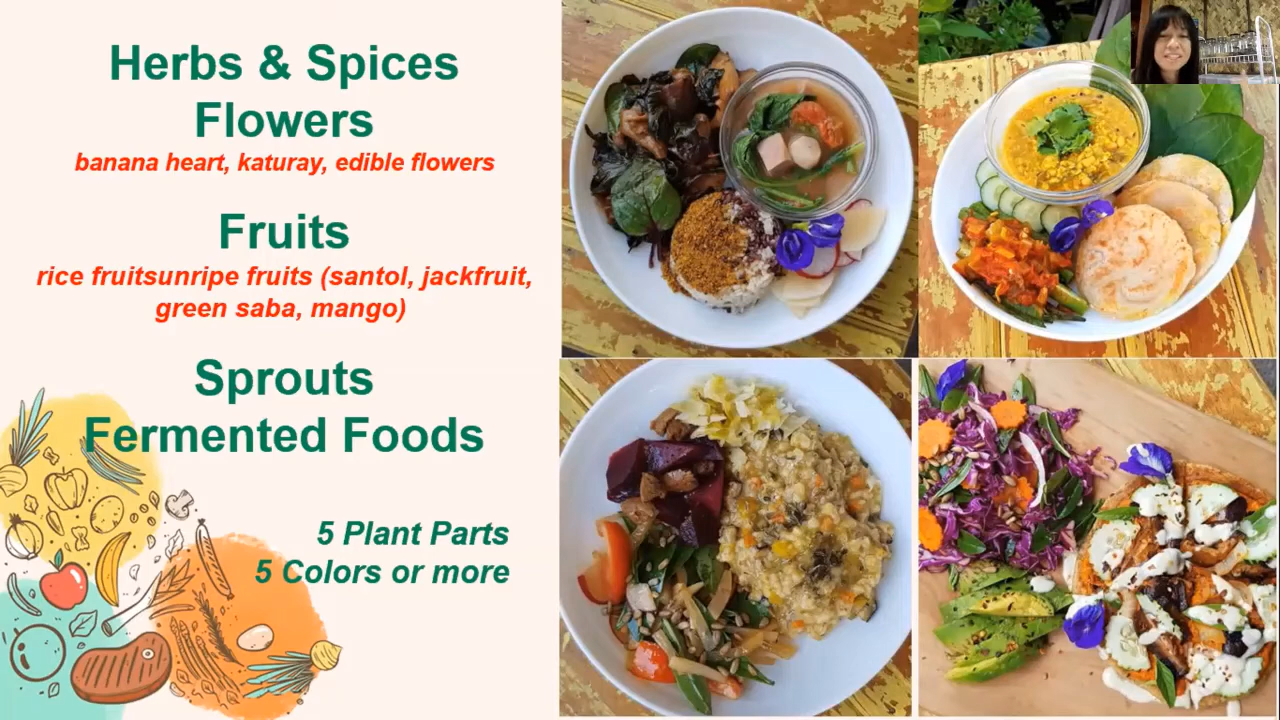 Herbs & Spices
Flowers
banana heart, katuray, edible flowers
Fruits
rice fruitsunripe fruits (santol, jackfruit,
green saba, mango)
Sprouts
Fermented Foods
5 Plant Parts
5 Colors or more